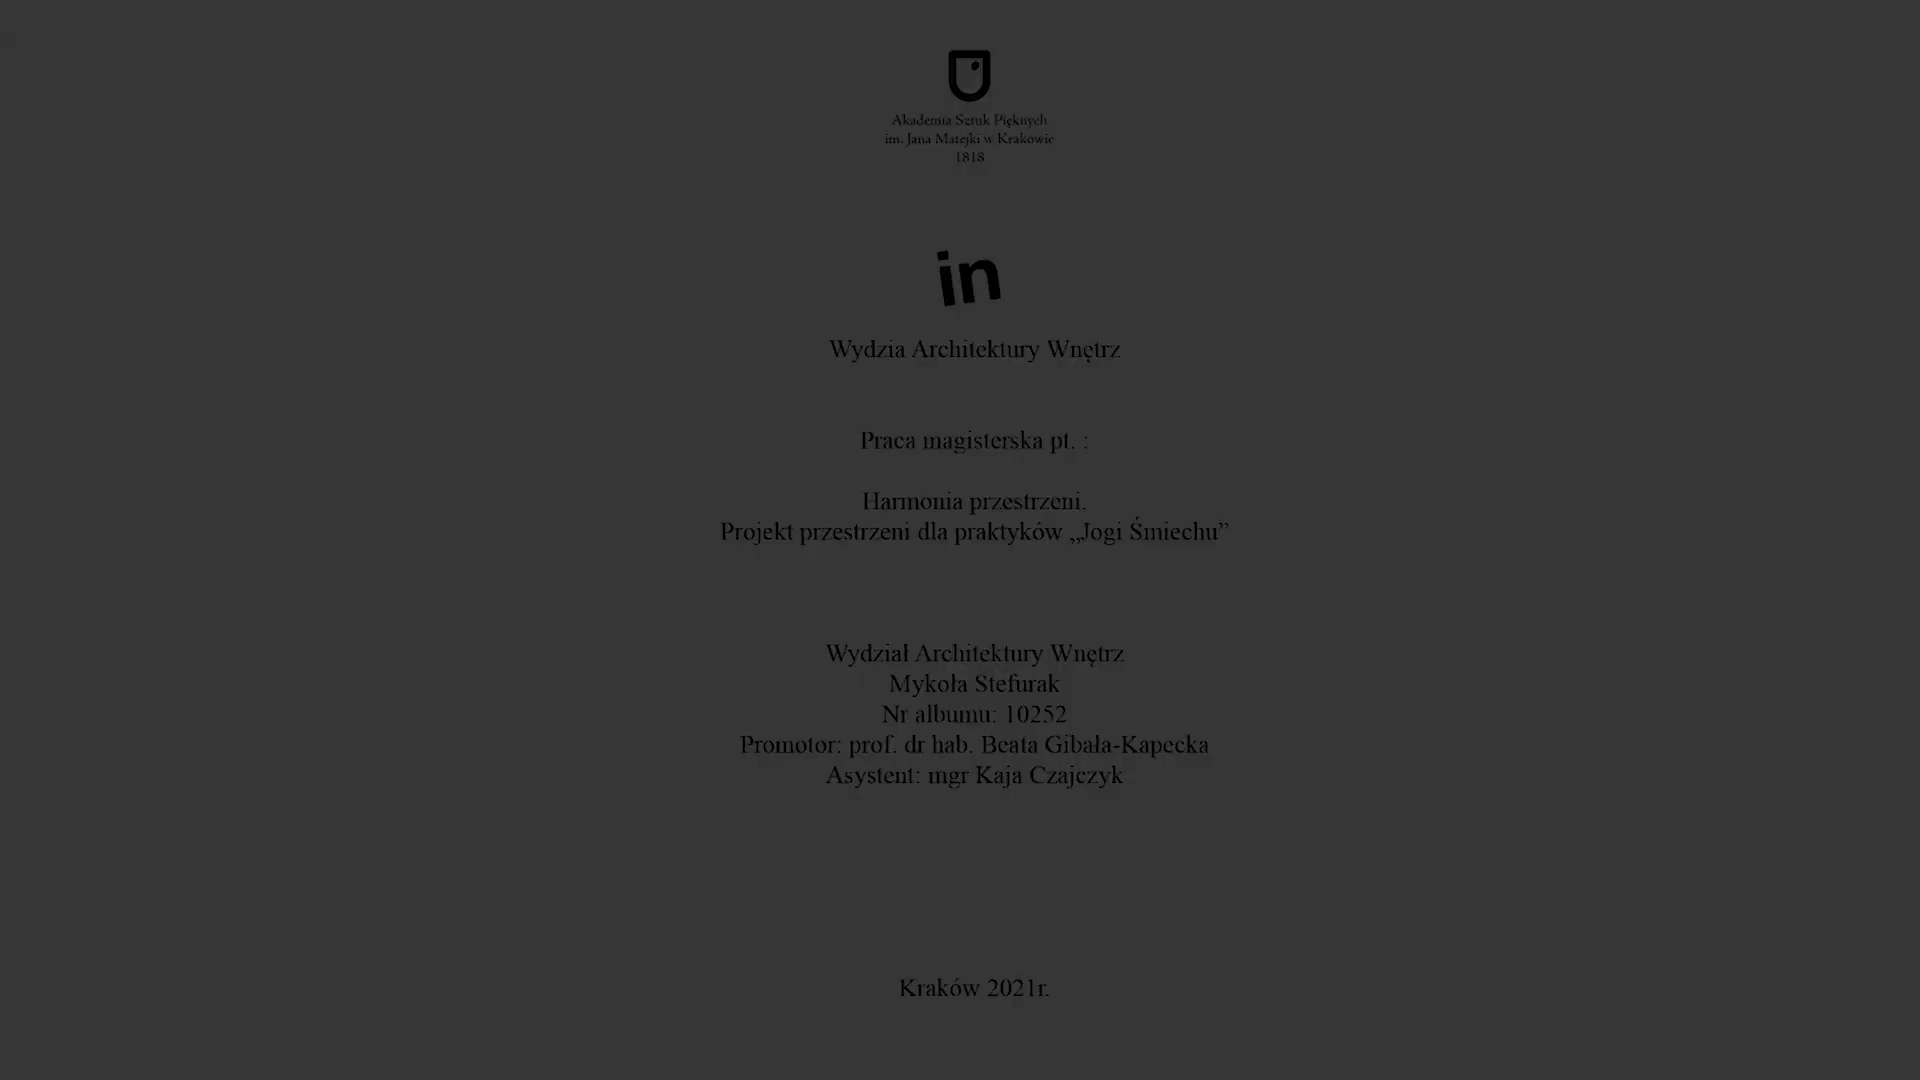 Akademia Sztuk Pięknych
im. Jana Matejki w Krakowie
1818
in
Wydzia Architektury Wnętrz
Praca magisterska pt. :
Harmonia przestrzeni.
Projekt przestrzeni dla praktyków „Jogi Śmiechu”
Wydział Architektury Wnętrz
Mykoła Stefurak
Nr albumu: 10252
Promotor: prof. dr hab. Beata Gibała-Kapecka
Asystent: mgr Kaja Czajczyk
Kraków 2021r.